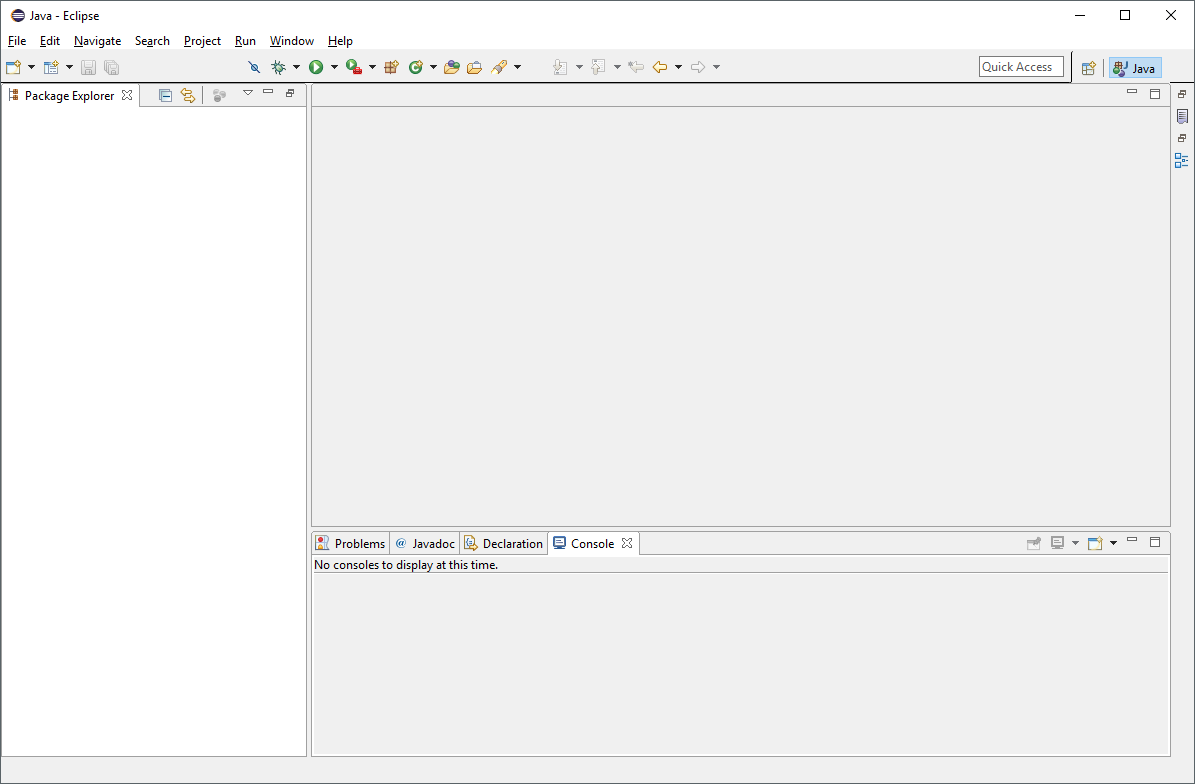 Java - Eclipse
File Edit Navigate Search Project Run Window Help
Quick Access Java
Package Explorer
Problems @ Javadoc Declaration Console
No consoles to display at this time.